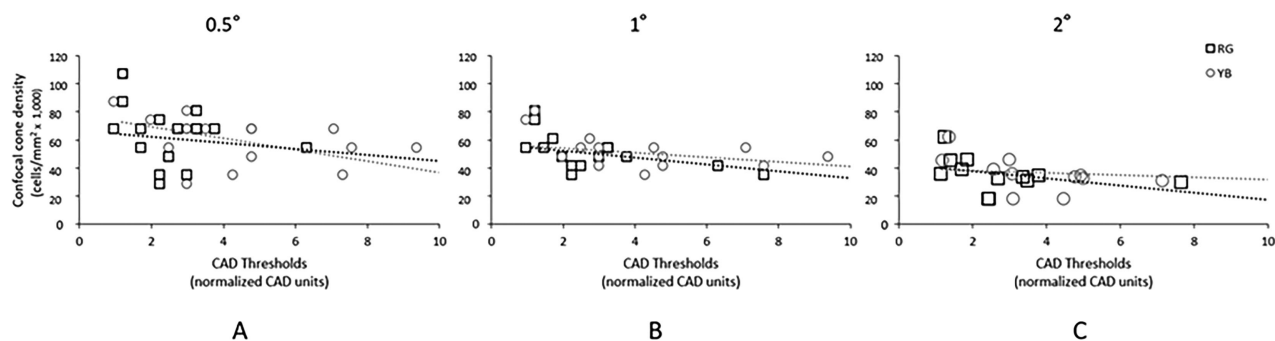 0.5°
1°
2°
RG
YB
Confocal cone density
(cells/mm² x 1,000)
120
100
80
60
40
20
0
0 2 4 6 8 10
CAD Thresholds
(normalized CAD units)
A
120
100
80
60
40
20
0
0 2 4 6 8 10
CAD Thresholds
(normalized CAD units)
B
120
100
80
60
40
20
0
0 2 4 6 8 10
CAD Thresholds
(normalized CAD units)
C